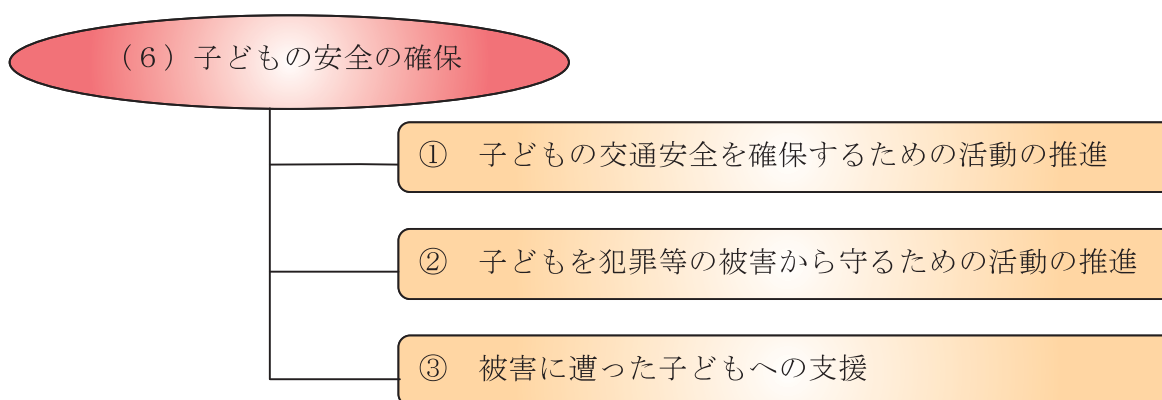 （６）子どもの安全の確保
①　子どもの交通安全を確保するための活動の推進
②　子どもを犯罪等の被害から守るための活動の推進
③　被害に遭った子どもへの支援